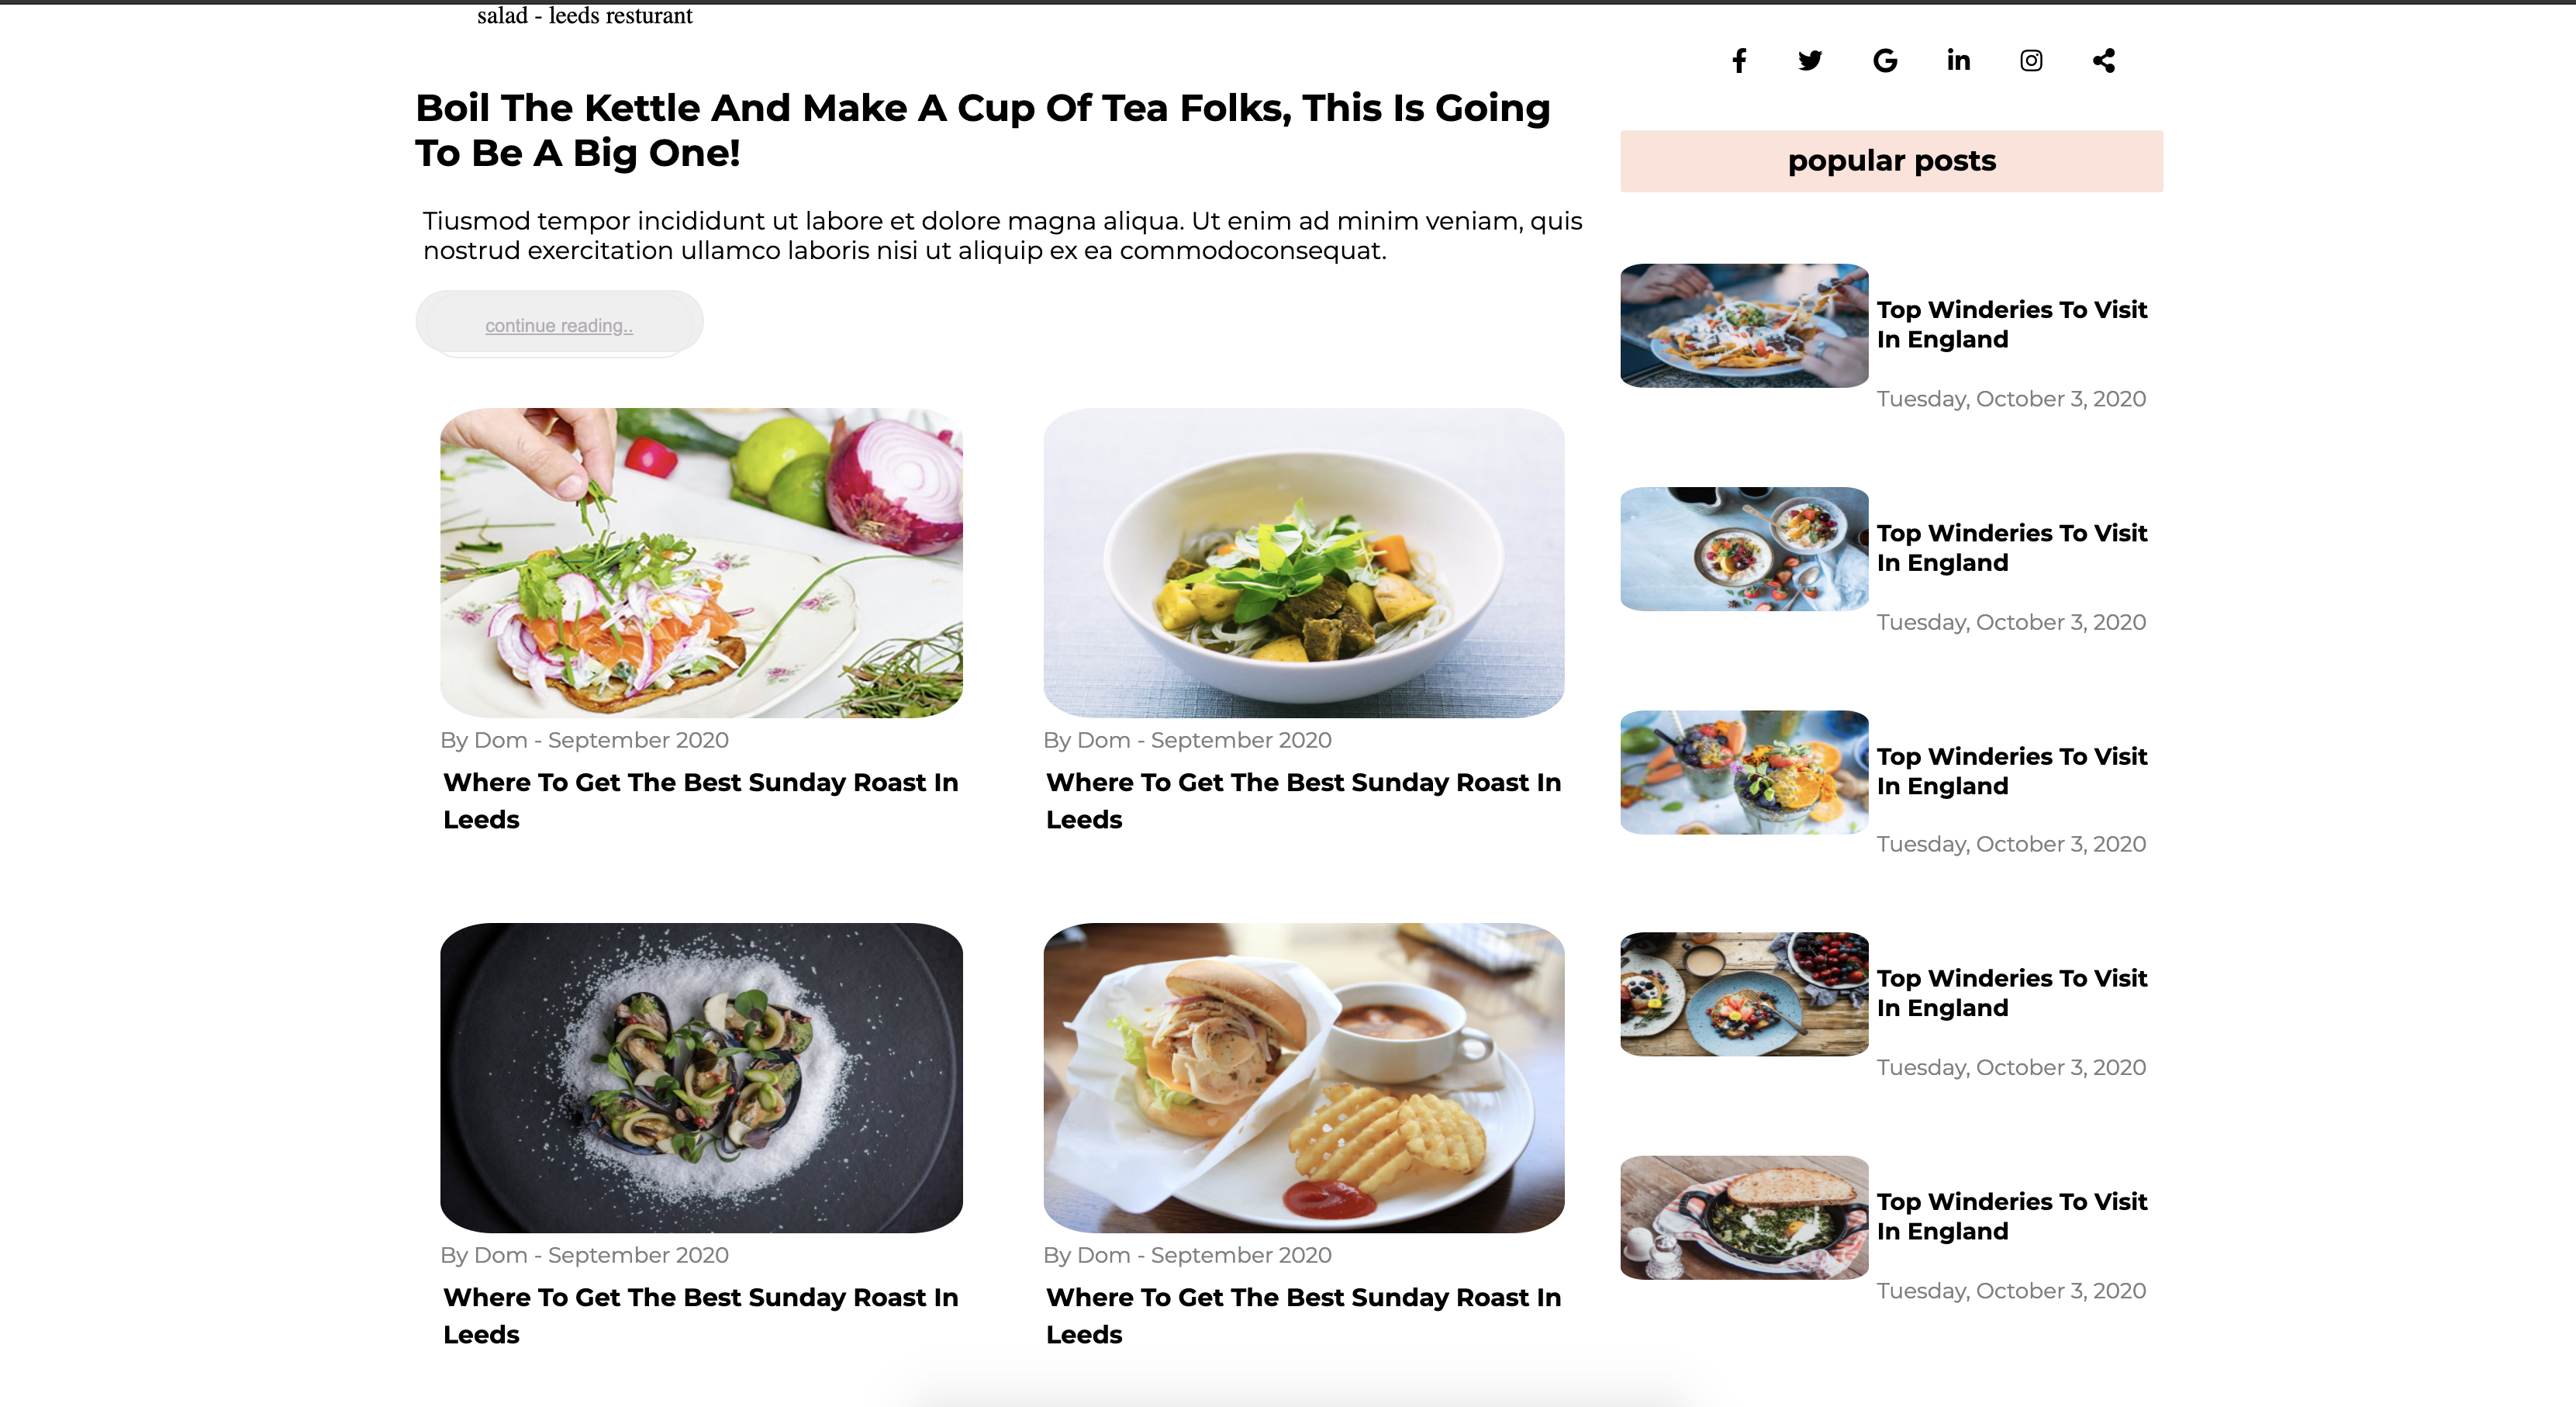 salad - leeds resturant
Boil The Kettle And Make A Cup Of Tea Folks, This Is Going
To Be A Big One!
Tiusmod tempor incididunt ut labore et dolore magna aliqua. Ut enim ad minim veniam, quis
nostrud exercitation ullamco laboris nisi ut aliquip ex ea commodoconsequat.
continue reading..
By Dom - September 2020
Where To Get The Best Sunday Roast In
Leeds
By Dom - September 2020
Where To Get The Best Sunday Roast In
Leeds
By Dom - September 2020
Where To Get The Best Sunday Roast In
Leeds
By Dom - September 2020
Where To Get The Best Sunday Roast In
Leeds
popular posts
Top Winderies To Visit
In England
Tuesday, October 3, 2020
Top Winderies To Visit
In England
Tuesday, October 3, 2020
Top Winderies To Visit
In England
Tuesday, October 3, 2020
Top Winderies To Visit
In England
Tuesday, October 3, 2020
Top Winderies To Visit
In England
Tuesday, October 3, 2020